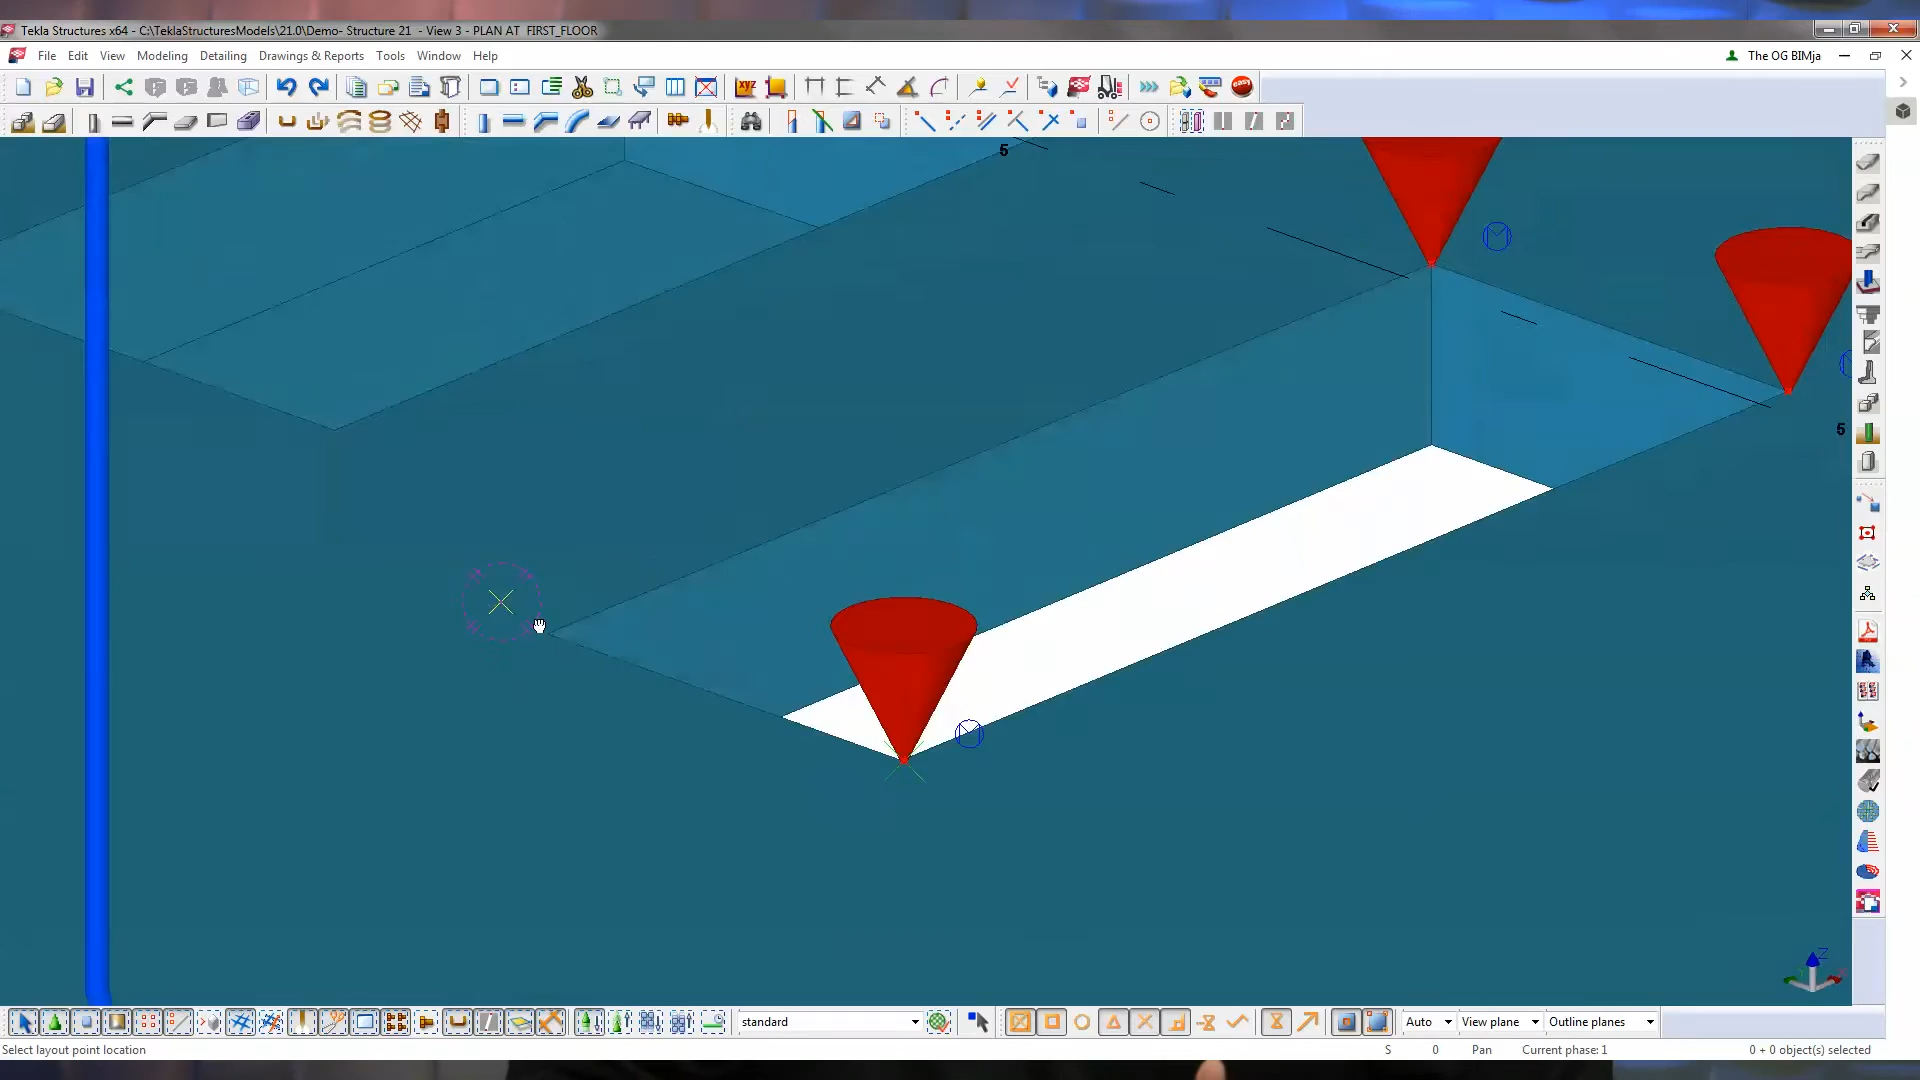 Tekla Structures x64 - C:\TeklaStructuresModels\21.0\Demo- Structure 21 - View 3 - PLAN AT FIRST_FLOOR
File Edit View Modeling Detailing Drawings & Reports Tools Window Help
The OG BIMja
xyz
easy
5
5
Z
standard
Auto
View plane
Outline planes
Select layout point location
S 0 Pan Current phase: 1 0 + 0 object(s) selected